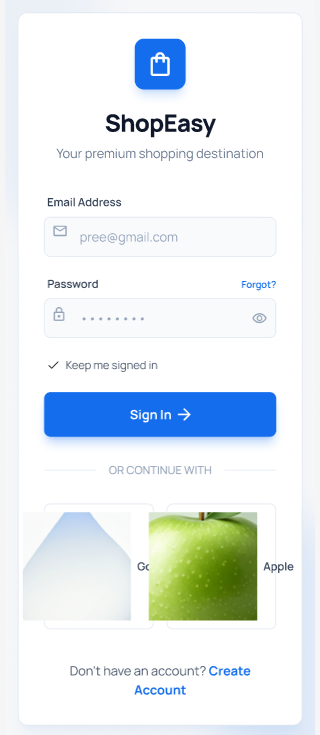 ShopEasy
Your premium shopping destination
Email Address
pree@gmail.com
Password Forgot?
Keep me signed in
Sign In →
OR CONTINUE WITH
Go Apple
Don't have an account? Create
Account